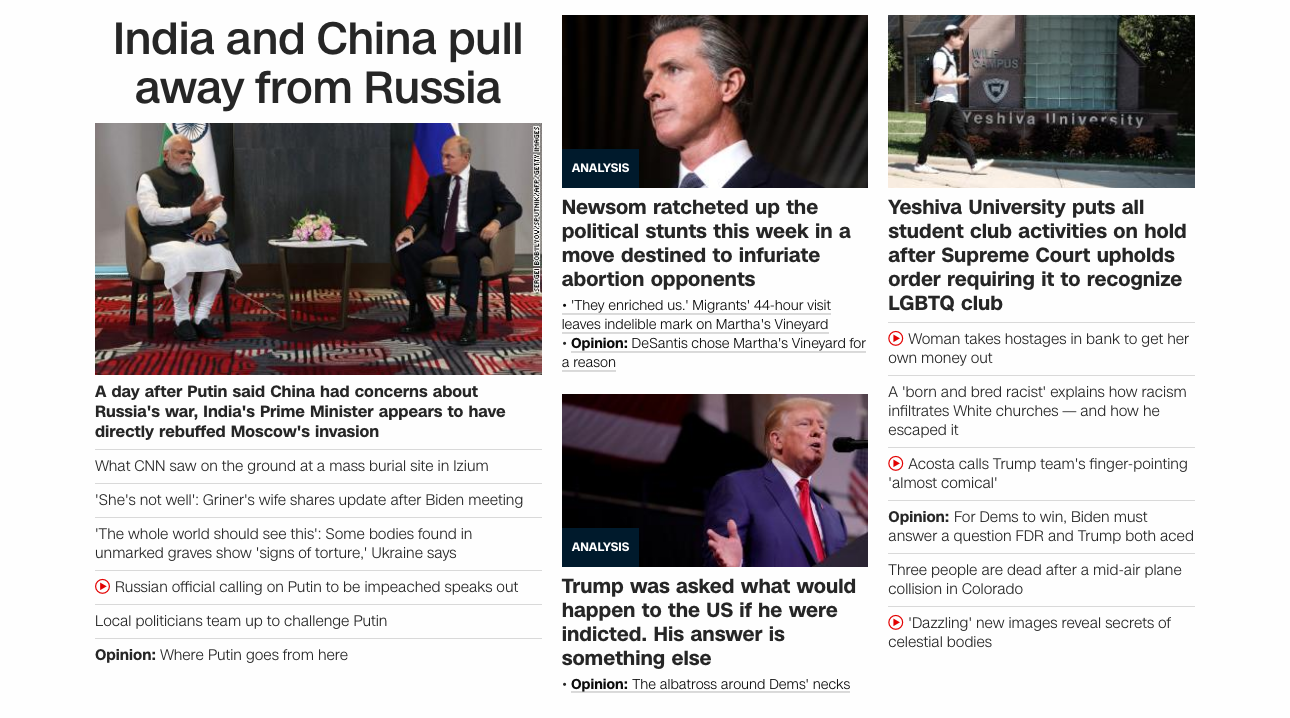 India and China pull
away from Russia
SERGEI BOBYLYOV/SPUTNIK/AFP/GETTY IMAGES
A day after Putin said China had concerns about
Russia's war, India's Prime Minister appears to have
directly rebuffed Moscow's invasion
What CNN saw on the ground at a mass burial site in Izium
'She's not well': Griner's wife shares update after Biden meeting
'The whole world should see this': Some bodies found in
unmarked graves show 'signs of torture,' Ukraine says
Russian official calling on Putin to be impeached speaks out
Local politicians team up to challenge Putin
Opinion: Where Putin goes from here
ANALYSIS
Newsom ratcheted up the
political stunts this week in a
move destined to infuriate
abortion opponents
• 'They enriched us.' Migrants' 44-hour visit
leaves indelible mark on Martha's Vineyard
• Opinion: DeSantis chose Martha's Vineyard for
a reason
ANALYSIS
Trump was asked what would
happen to the US if he were
indicted. His answer is
something else
• Opinion: The albatross around Dems' necks
WILF
CAMPUS
Yeshiva University
Yeshiva University puts all
student club activities on hold
after Supreme Court upholds
order requiring it to recognize
LGBTQ club
Woman takes hostages in bank to get her
own money out
A 'born and bred racist' explains how racism
infiltrates White churches — and how he
escaped it
Acosta calls Trump team's finger-pointing
'almost comical'
Opinion: For Dems to win, Biden must
answer a question FDR and Trump both aced
Three people are dead after a mid-air plane
collision in Colorado
'Dazzling' new images reveal secrets of
celestial bodies